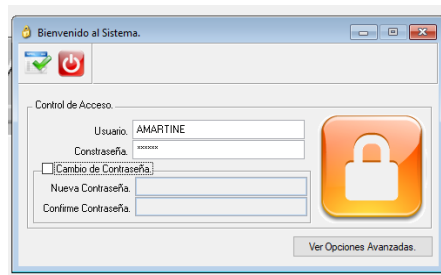 Bienvenido al Sistema.
Control de Acceso.
Usuario. AMARTINE
Constraseña. xxxxxx
Cambio de Contraseña.
Nueva Contraseña.
Confirme Contraseña.
Ver Opciones Avanzadas.